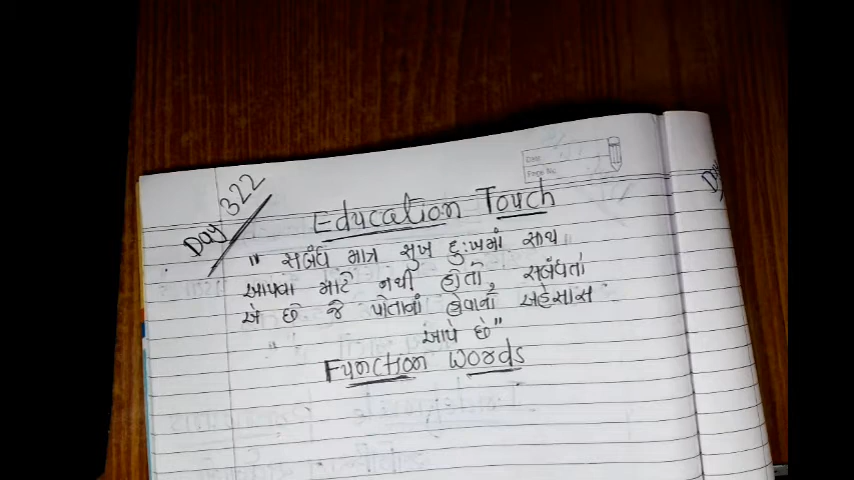 Day 322
Education Touch
" સબંધ માત્ર સુખ દુઃખમાં સાથ
આપવા માટે નથી હોતો, સબંધતો
એ છે જે પોતાનાં હોવાનો અહેસાસ
આપે છે"
Function Words